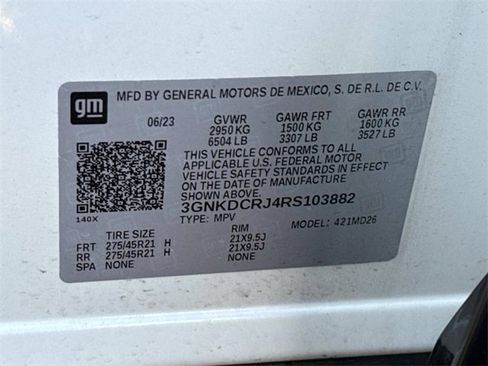 gm
MFD BY GENERAL MOTORS DE MEXICO, S. DE R.L. DE C.V.
06/23 GVWR GAWR FRT GAWR RR
2950 KG 1500 KG 1600 KG
6504 LB 3307 LB 3527 LB
THIS VEHICLE CONFORMS TO ALL
APPLICABLE U.S. FEDERAL MOTOR
VEHICLE SAFETY STANDARDS IN EFFECT
ON THE DATE OF MANUFACTURE
SHOWN ABOVE.
3GNKDCRJ4RS103882
140X TYPE: MPV MODEL: 421MD26
TIRE SIZE RIM
FRT 275/45R21 H 21X9.5J
RR 275/45R21 H 21X9.5J
SPA NONE NONE